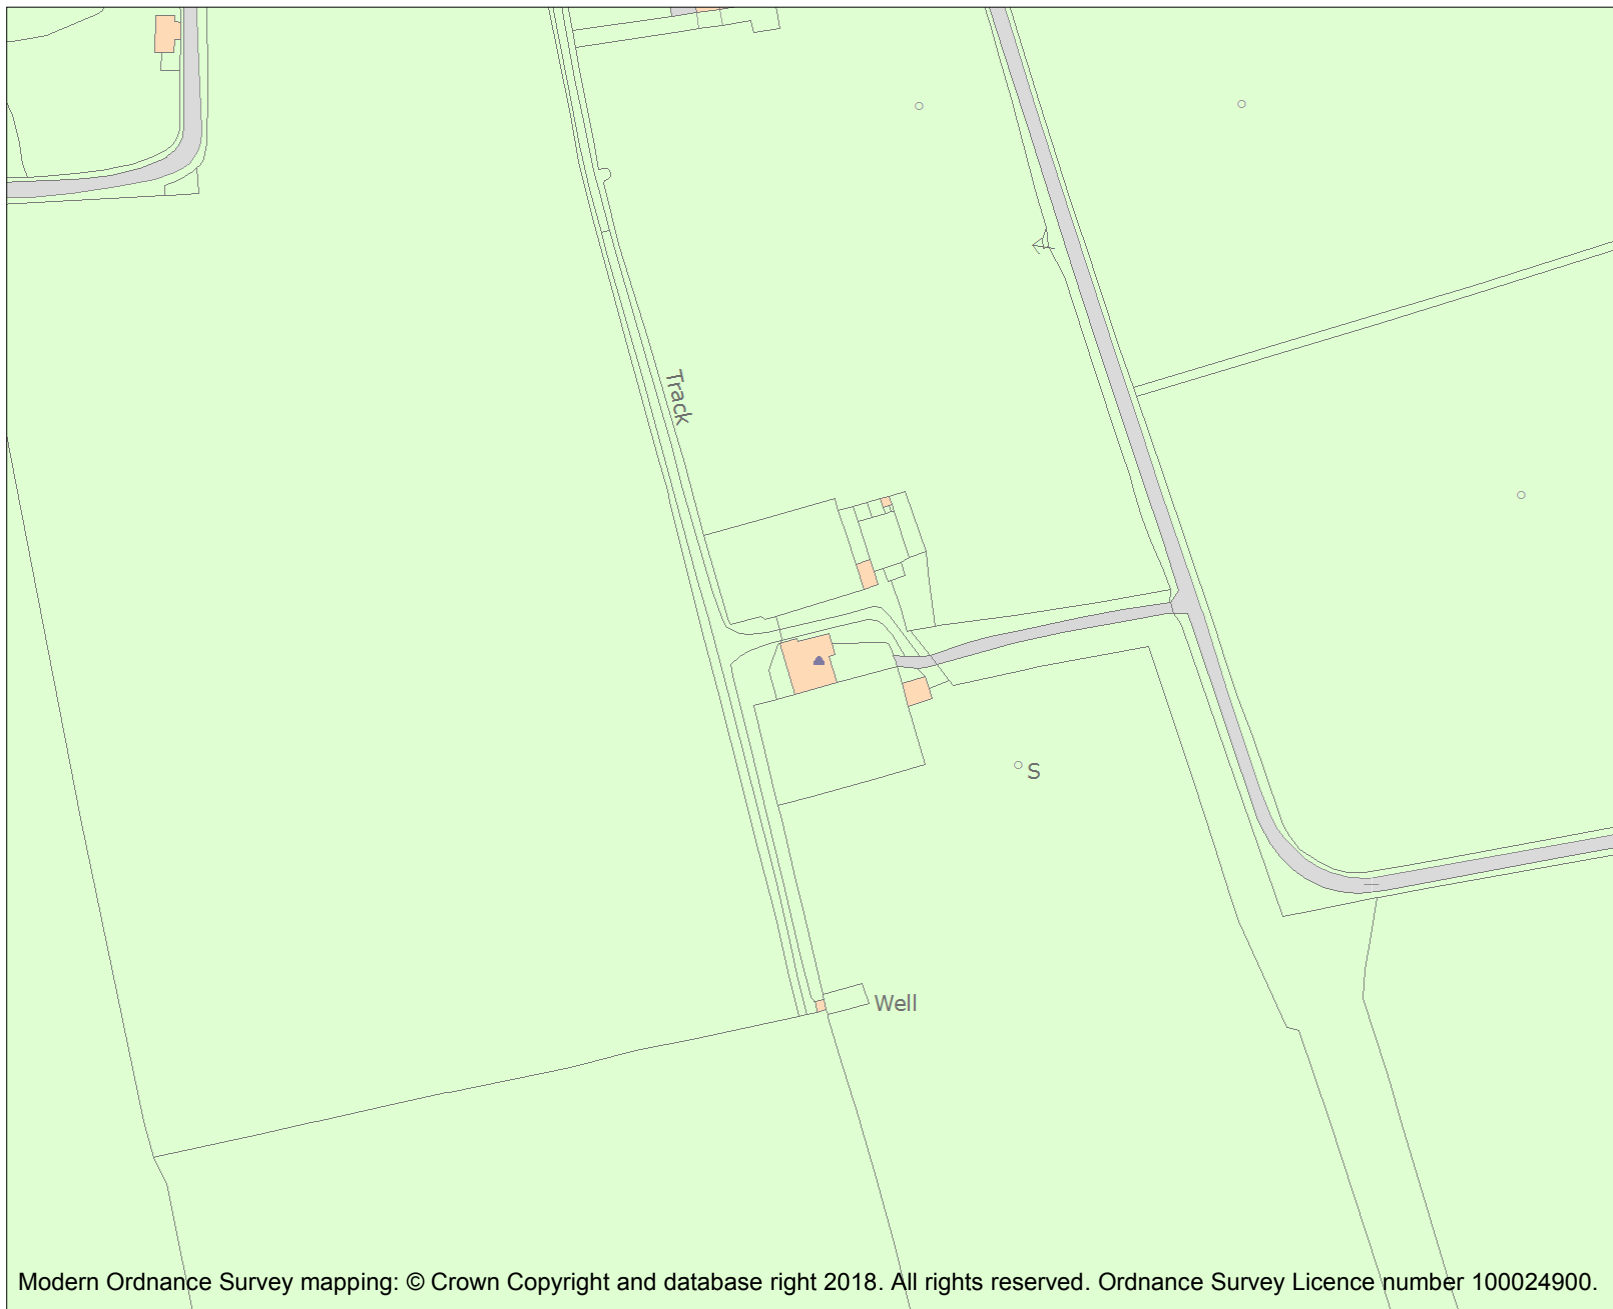 Track
S
Well
Modern Ordnance Survey mapping: © Crown Copyright and database right 2018. All rights reserved. Ordnance Survey Licence number 100024900.